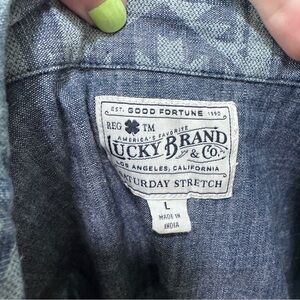 EST. GOOD FORTUNE 1990
REG TM
AMERICA'S FAVORITE
LUCKY BRAND
& Co.
LOS ANGELES, CALIFORNIA
SATURDAY STRETCH
L
MADE IN
INDIA